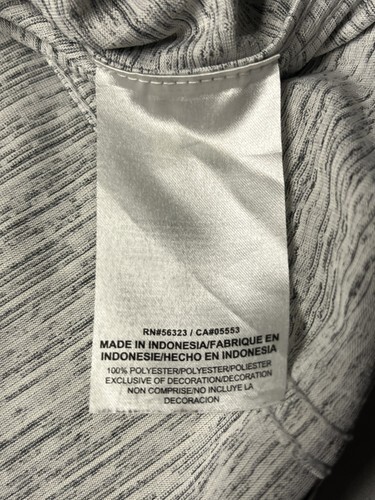 RN#56323 / CA#05553
MADE IN INDONESIA/FABRIQUE EN
INDONESIE/HECHO EN INDONESIA
100% POLYESTER/POLYESTER/POLIESTER
EXCLUSIVE OF DECORATION/DECORATION
NON COMPRISE/NO INCLUYE LA
DECORACION